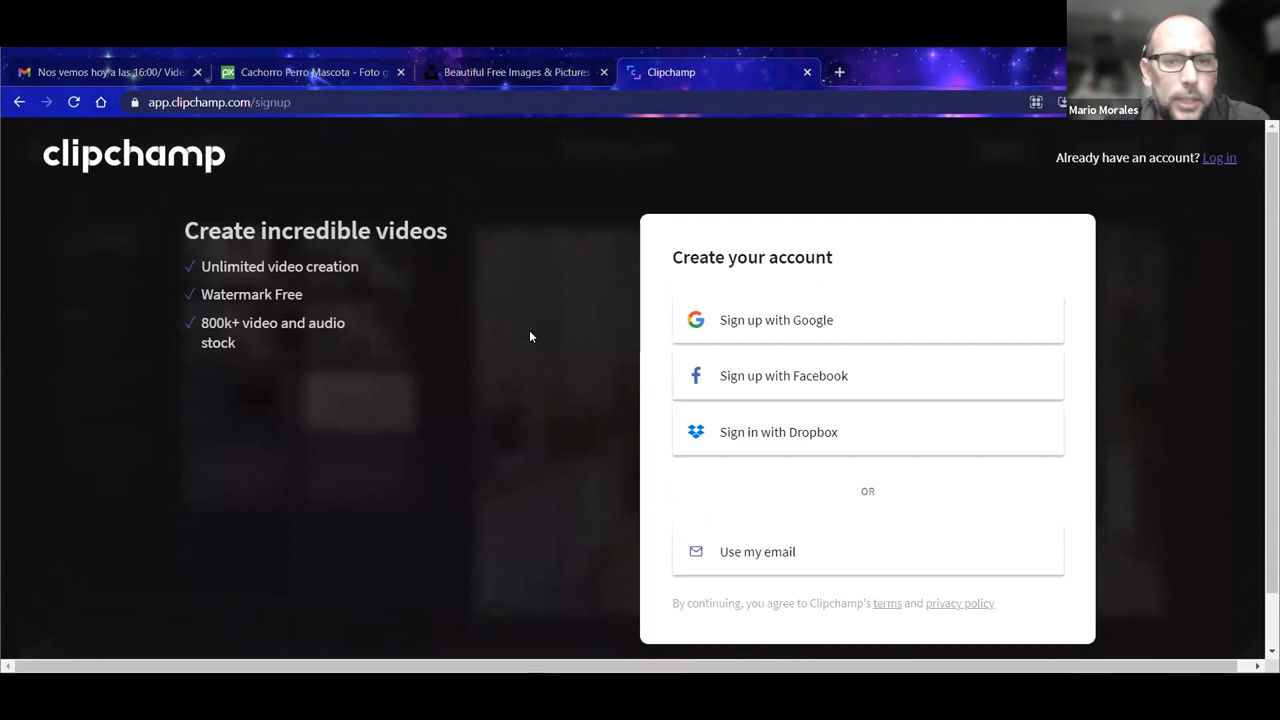 Nos vemos hoy a las 16:00/ Vide
Cachorro Perro Mascota - Foto g
Beautiful Free Images & Pictures
Clipchamp
app.clipchamp.com/signup
Mario Morales
clipchamp
Already have an account? Log in
Create incredible videos
✓ Unlimited video creation
✓ Watermark Free
✓ 800k+ video and audio
stock
Create your account
Sign up with Google
Sign up with Facebook
Sign in with Dropbox
OR
Use my email
By continuing, you agree to Clipchamp's terms and privacy policy